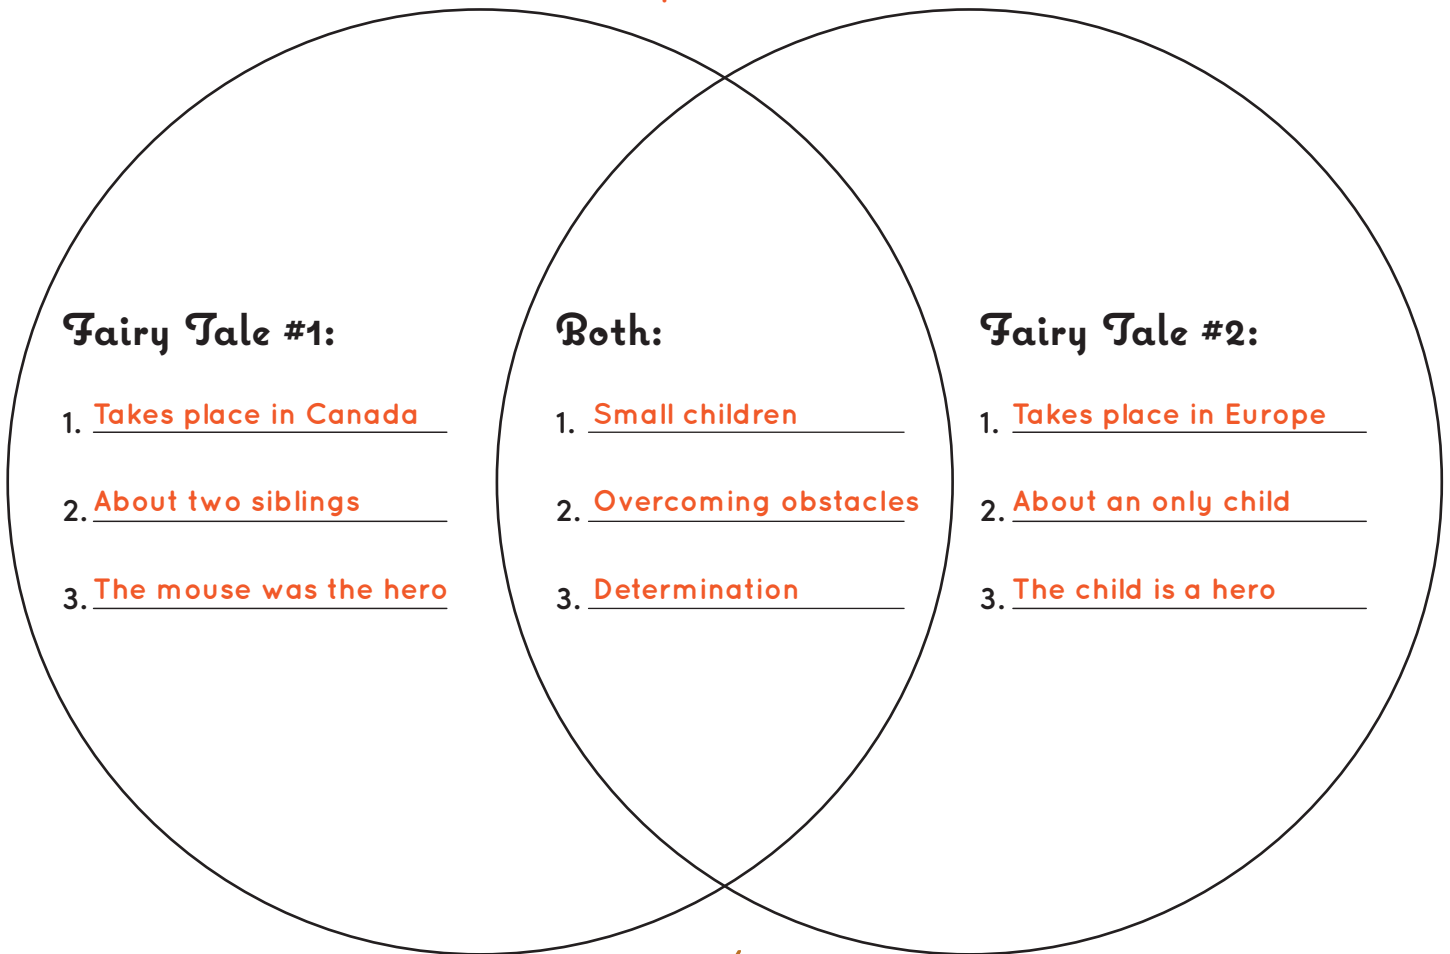 Fairy Tale #1:
1. Takes place in Canada
2. About two siblings
3. The mouse was the hero
Both:
1. Small children
2. Overcoming obstacles
3. Determination
Fairy Tale #2:
1. Takes place in Europe
2. About an only child
3. The child is a hero